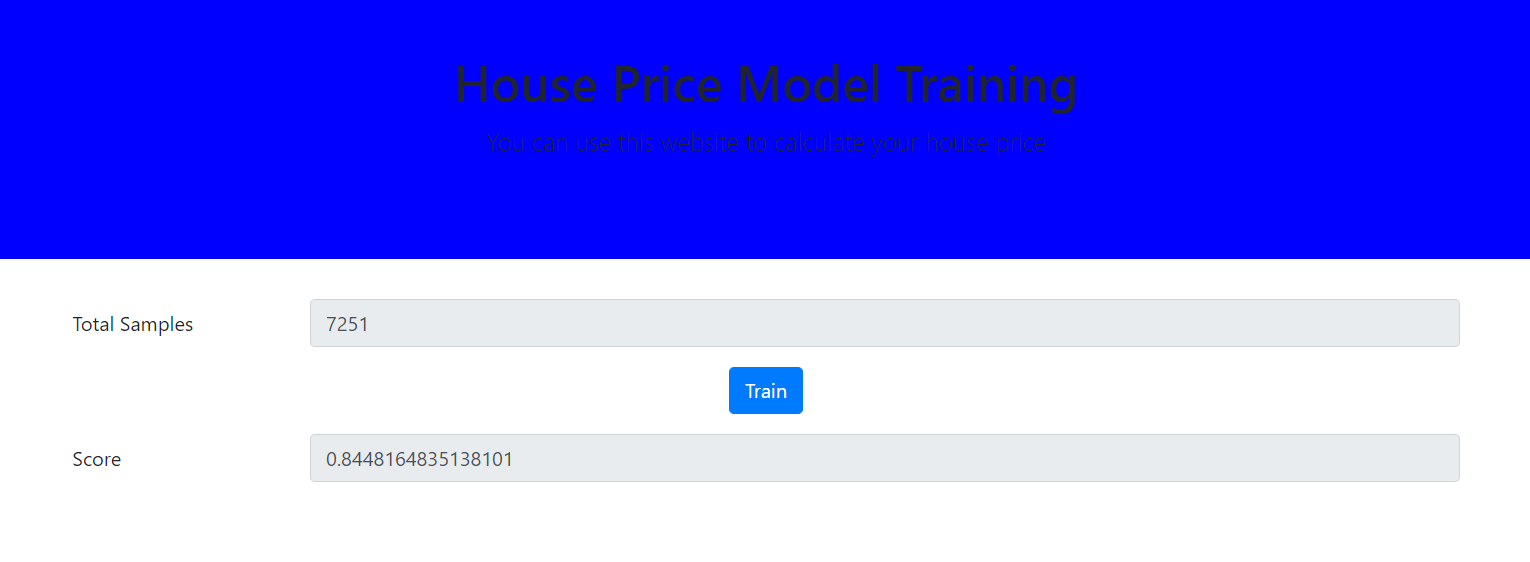 House Price Model Training
You can use this website to calculate your house price
Total Samples
7251
Train
Score
0.8448164835138101